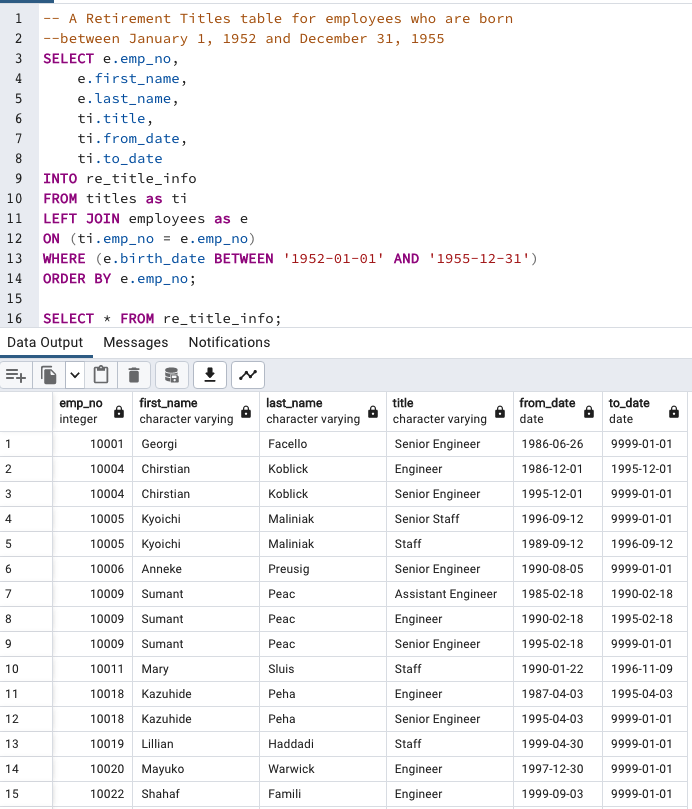 1 -- A Retirement Titles table for employees who are born
2 --between January 1, 1952 and December 31, 1955
3 SELECT e.emp_no,
4 e.first_name,
5 e.last_name,
6 ti.title,
7 ti.from_date,
8 ti.to_date
9 INTO re_title_info
10 FROM titles as ti
11 LEFT JOIN employees as e
12 ON (ti.emp_no = e.emp_no)
13 WHERE (e.birth_date BETWEEN '1952-01-01' AND '1955-12-31')
14 ORDER BY e.emp_no;
15
16 SELECT * FROM re_title_info;
Data Output Messages Notifications
emp_no first_name last_name title from_date to_date
integer character varying character varying character varying date date
1 10001 Georgi Facello Senior Engineer 1986-06-26 9999-01-01
2 10004 Chirstian Koblick Engineer 1986-12-01 1995-12-01
3 10004 Chirstian Koblick Senior Engineer 1995-12-01 9999-01-01
4 10005 Kyoichi Maliniak Senior Staff 1996-09-12 9999-01-01
5 10005 Kyoichi Maliniak Staff 1989-09-12 1996-09-12
6 10006 Anneke Preusig Senior Engineer 1990-08-05 9999-01-01
7 10009 Sumant Peac Assistant Engineer 1985-02-18 1990-02-18
8 10009 Sumant Peac Engineer 1990-02-18 1995-02-18
9 10009 Sumant Peac Senior Engineer 1995-02-18 9999-01-01
10 10011 Mary Sluis Staff 1990-01-22 1996-11-09
11 10018 Kazuhide Peha Engineer 1987-04-03 1995-04-03
12 10018 Kazuhide Peha Senior Engineer 1995-04-03 9999-01-01
13 10019 Lillian Haddadi Staff 1999-04-30 9999-01-01
14 10020 Mayuko Warwick Engineer 1997-12-30 9999-01-01
15 10022 Shahaf Famili Engineer 1999-09-03 9999-01-01